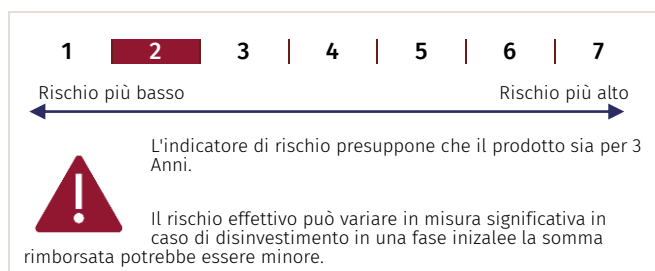 1 2 3 4 5 6 7
Rischio più basso Rischio più alto
L'indicatore di rischio presuppone che il prodotto sia per 3
Anni.
Il rischio effettivo può variare in misura significativa in
caso di disinvestimento in una fase inizalee la somma
rimborsata potrebbe essere minore.